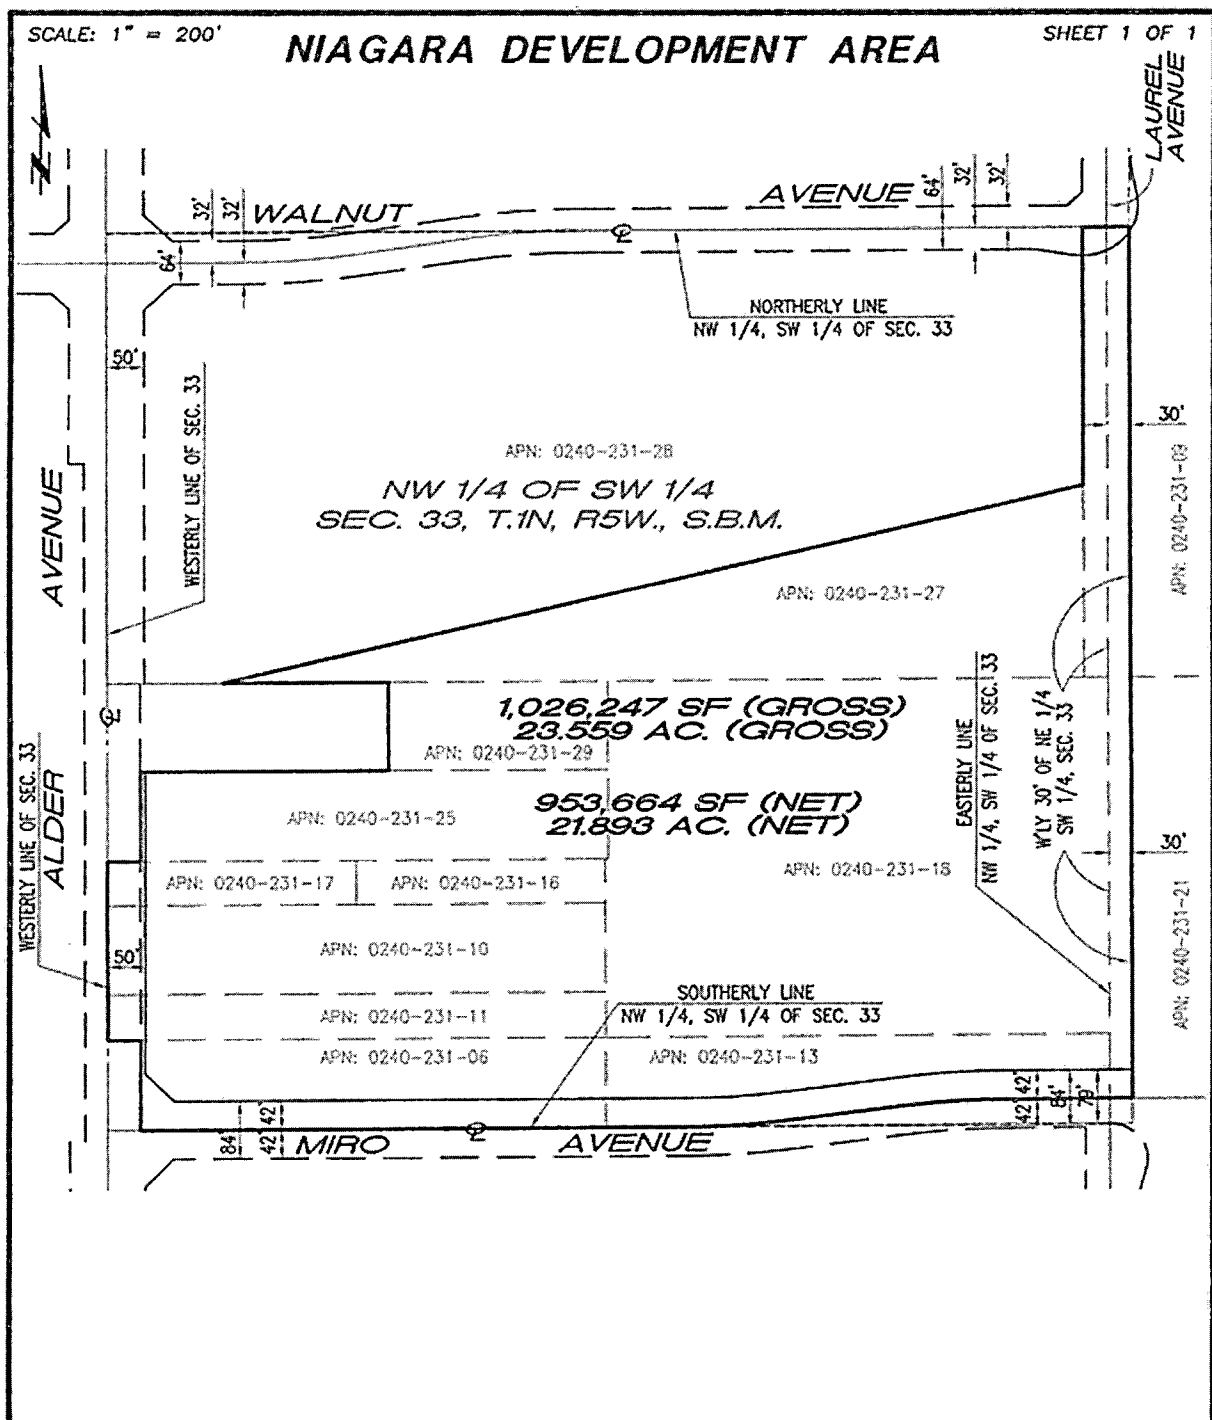 SCALE: 1" = 200'
NIAGARA DEVELOPMENT AREA
SHEET 1 OF 1
LAUREL
AVENUE
N
32'
32'
WALNUT
AVENUE
64'
32'
32'
64'
NORTHERLY LINE
NW 1/4, SW 1/4 OF SEC. 33
50'
WESTERLY LINE OF SEC. 33
30'
APN: 0240-231-09
APN: 0240-231-28
NW 1/4 OF SW 1/4
SEC. 33, T.1N, R5W., S.B.M.
AVENUE
APN: 0240-231-27
EASTERLY LINE
NW 1/4, SW 1/4 OF SEC. 33
W'LY 30' OF NE 1/4
SW 1/4, SEC. 33
1,026,247 SF (GROSS)
23.559 AC. (GROSS)
APN: 0240-231-29
WESTERLY LINE OF SEC. 33
ALDER
953,664 SF (NET)
21.893 AC. (NET)
APN: 0240-231-25
30'
APN: 0240-231-18
APN: 0240-231-17
APN: 0240-231-16
APN: 0240-231-21
APN: 0240-231-10
50'
SOUTHERLY LINE
NW 1/4, SW 1/4 OF SEC. 33
APN: 0240-231-11
APN: 0240-231-06
APN: 0240-231-13
42'
42'
84'
79'
42'
84'
42'
MIRO
AVENUE